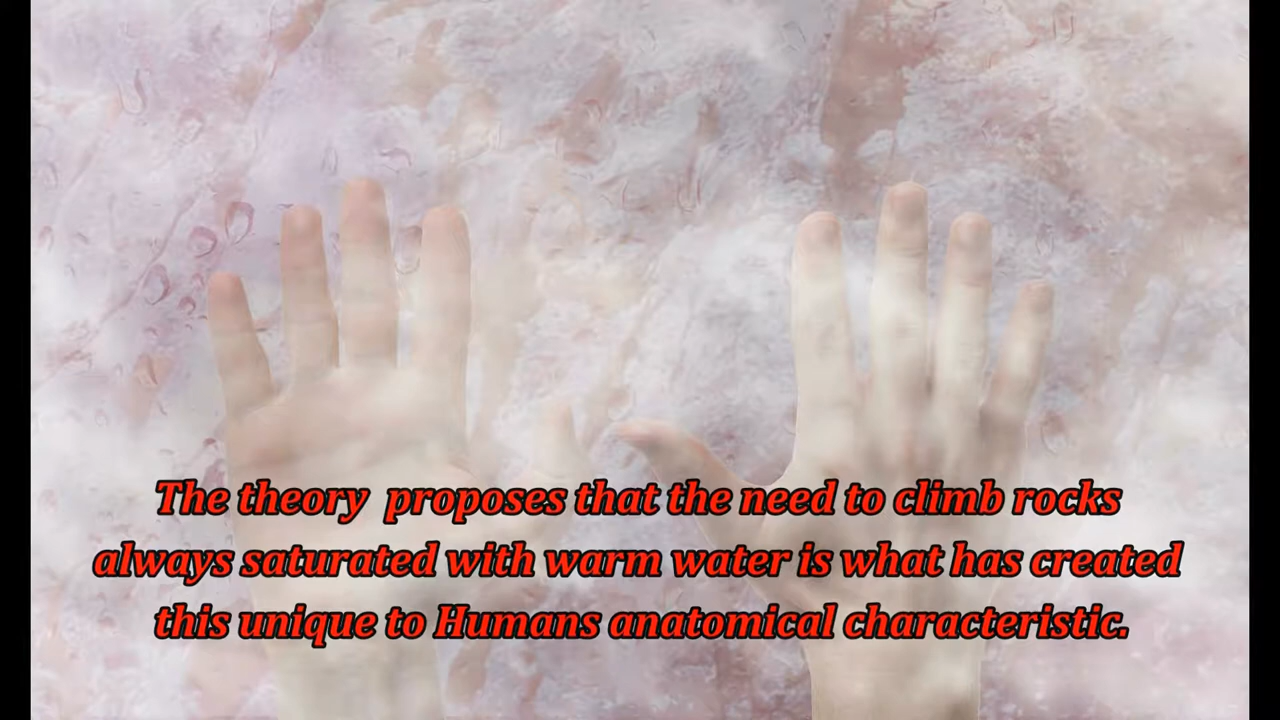 The theory  proposes that the need to climb rocks
always saturated with warm water is what has created
this unique to Humans anatomical characteristic.